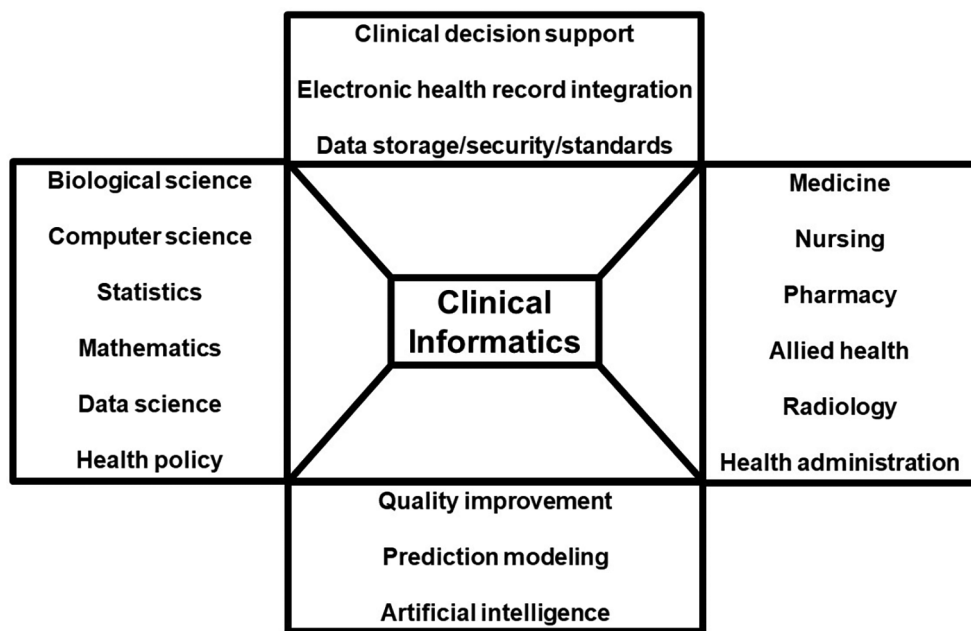 Clinical decision support
Electronic health record integration
Data storage/security/standards
Biological science
Computer science
Statistics
Mathematics
Data science
Health policy
Clinical
Informatics
Medicine
Nursing
Pharmacy
Allied health
Radiology
Health administration
Quality improvement
Prediction modeling
Artificial intelligence